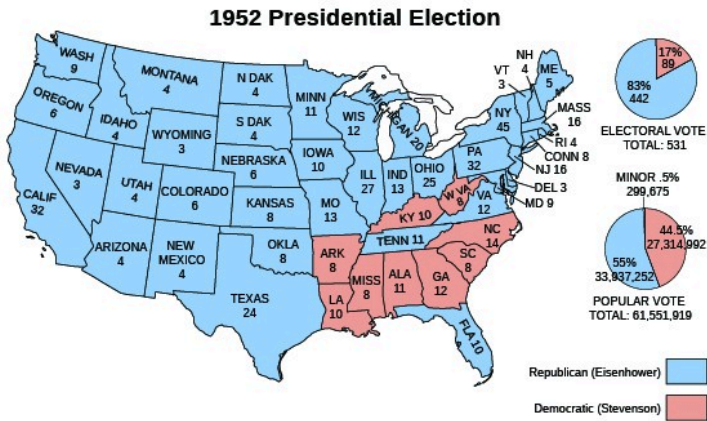 1952 Presidential Election
WASH
9
OREGON
6
CALIF
32
NEVADA
3
IDAHO
4
MONTANA
4
WYOMING
3
UTAH
4
COLORADO
6
ARIZONA
4
NEW
MEXICO
4
N DAK
4
S DAK
4
NEBRASKA
6
KANSAS
8
OKLA
8
TEXAS
24
MINN
11
IOWA
10
MO
13
ARK
8
LA
10
WIS
12
ILL
27
MICHIGAN 20
IND
13
OHIO
25
KY 10
TENN 11
MISS
8
ALA
11
GA
12
FLA 10
SC
8
NC
14
VA
12
W VA
8
PA
32
NY
45
VT
3
NH
4
ME
5
MASS
16
RI 4
CONN 8
NJ 16
DEL 3
MD 9
17%
89
83%
442
ELECTORAL VOTE
TOTAL: 531
MINOR .5%
299,675
44.5%
27,314,992
55%
33,937,252
POPULAR VOTE
TOTAL: 61,551,919
Republican (Eisenhower)
Democratic (Stevenson)